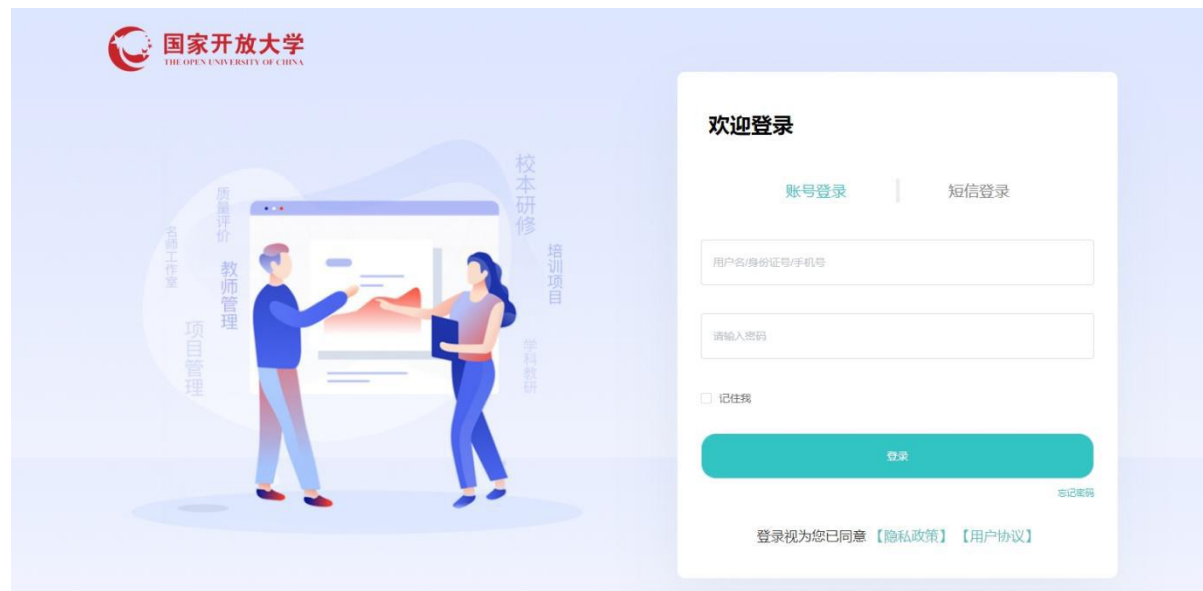 国家开放大学
THE OPEN UNIVERSITY OF CHINA
欢迎登录
账号登录
短信登录
用户名/身份证号/手机号
请输入密码
记住我
登录
忘记密码
登录视为您已同意【隐私政策】【用户协议】
校本研修
质量评价
名师工作室
教师管理
培训项目
项目管理
学科教研